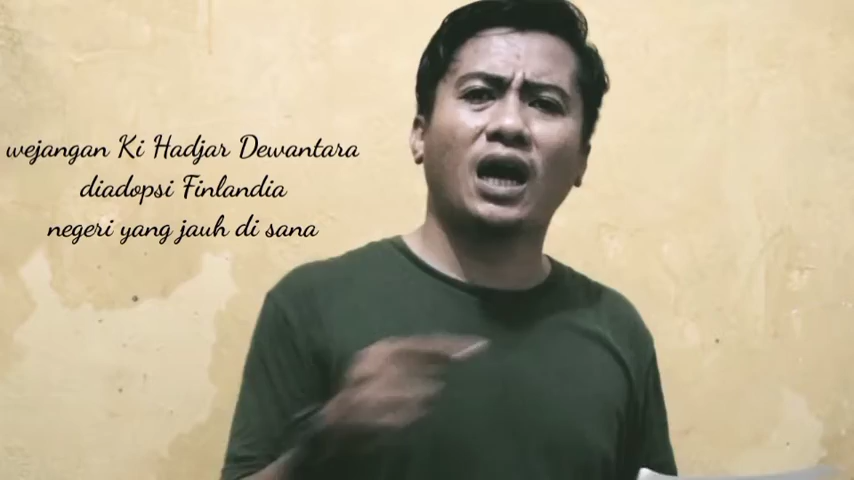 wejangan Ki Hadjar Dewantara
diadopsi Finlandia
negeri yang jauh di sana